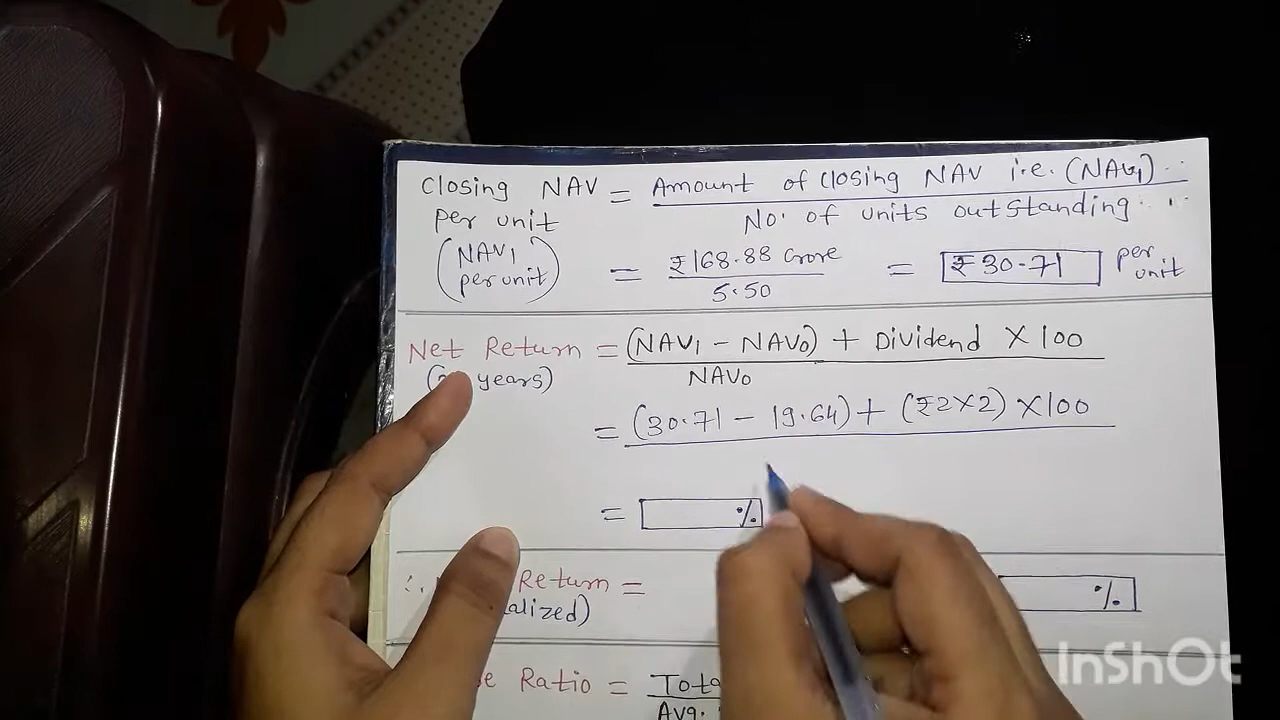 Closing NAV = Amount of closing NAV i.e. (NAV1)
per unit No. of units outstanding
(NAV1 per unit) = ₹168.88 Crore / 5.50 = ₹30.71 per unit
Net Return = (NAV1 - NAV0) + Dividend X 100
years) NAV0
= (30.71 - 19.64) + (₹2X2) X100
= %
∴ Return = %
alized)
Ratio = Tota
Avg.
InShOt